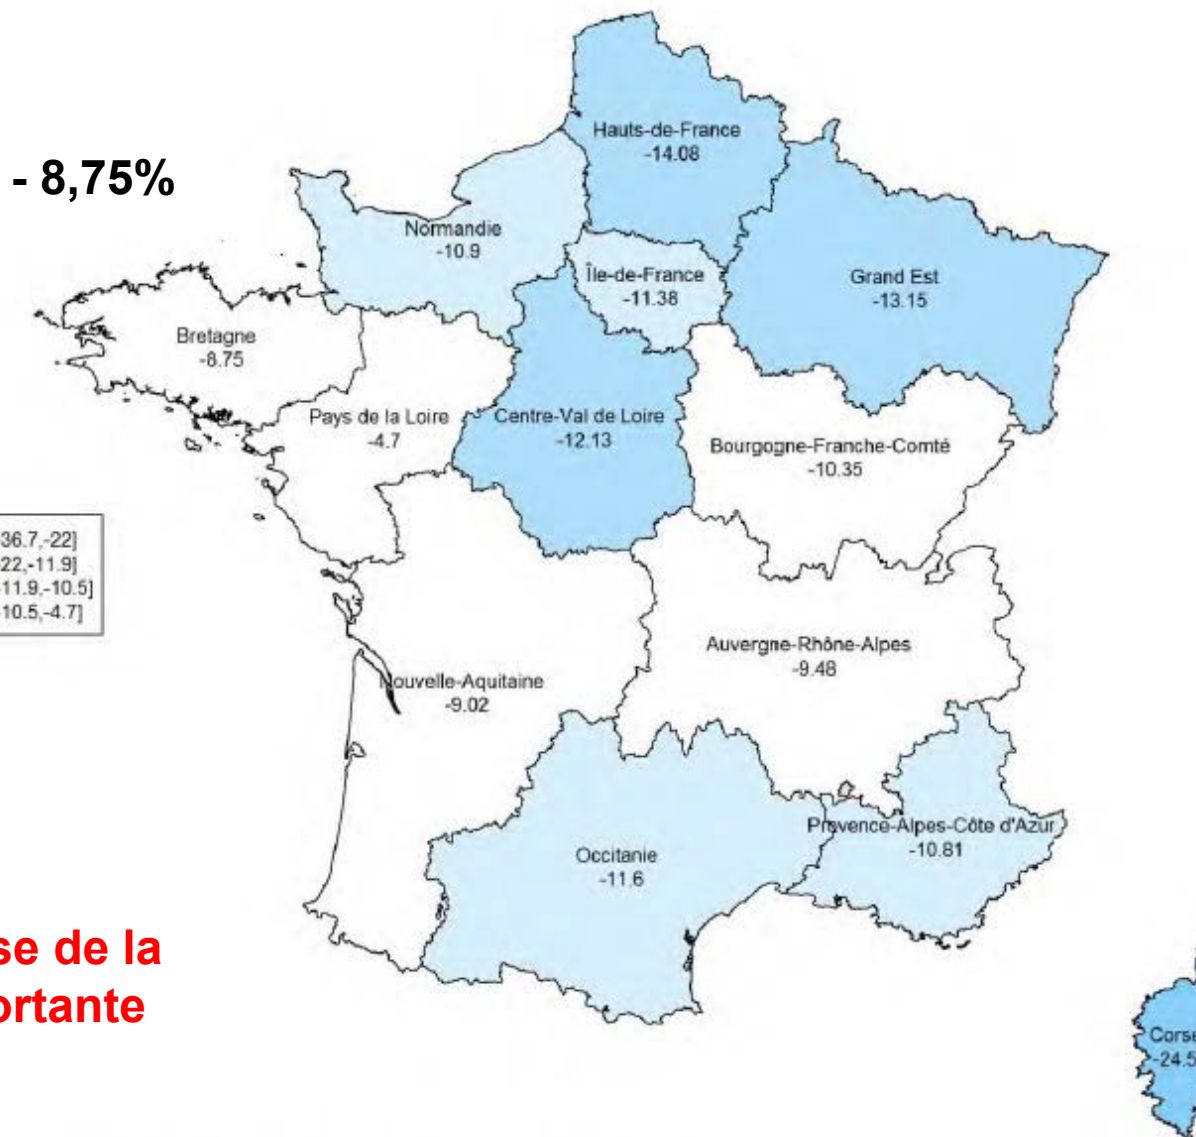 - 8,75%
Hauts-de-France
-14.08
Normandie
-10.9
Île-de-France
-11.38
Grand Est
-13.15
Bretagne
-8.75
Pays de la Loire
-4.7
Centre-Val de Loire
-12.13
Bourgogne-Franche-Comté
-10.35
36.7,-22]
22,-11.9]
11.9,-10.5]
10.5,-4.7]
Auvergne-Rhône-Alpes
-9.48
Nouvelle-Aquitaine
-9.02
Provence-Alpes-Côte d'Azur
-10.81
Occitanie
-11.6
se de la
ortante
Corse
-24.5